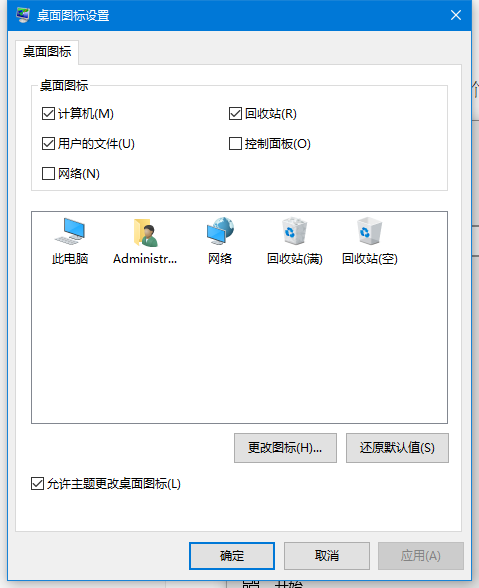 桌面图标设置
桌面图标
桌面图标
计算机(M)
回收站(R)
用户的文件(U)
控制面板(O)
网络(N)
此电脑
Administr...
网络
回收站(满)
回收站(空)
更改图标(H)...
还原默认值(S)
允许主题更改桌面图标(L)
确定
取消
应用(A)